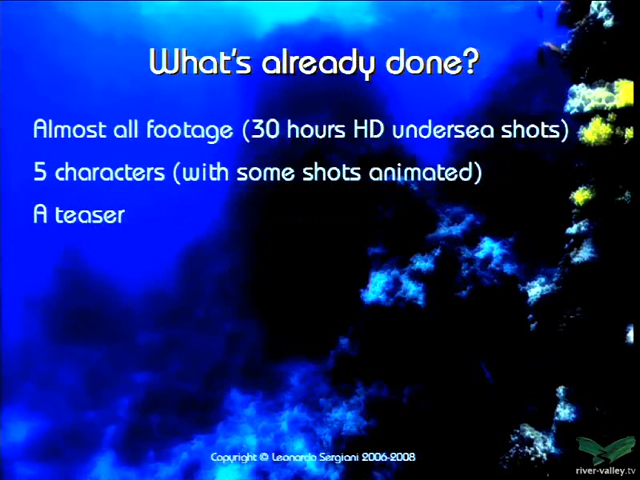 What's already done?
Almost all footage (30 hours HD undersea shots)
5 characters (with some shots animated)
A teaser
Copyright © Leonardo Sergiani 2006-2008
river-valley.tv